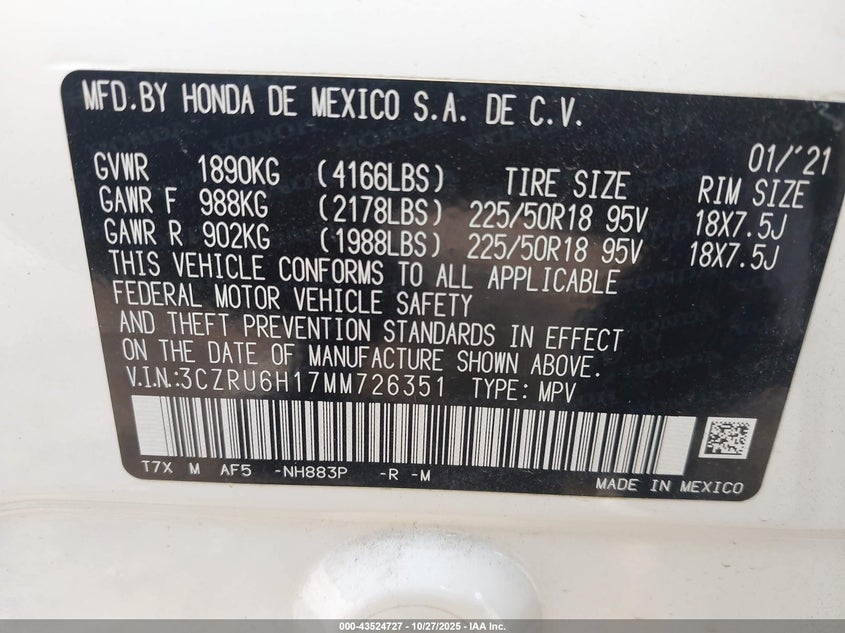 MFD.BY HONDA DE MEXICO S.A. DE C.V.
01/'21
GVWR 1890KG (4166LBS) TIRE SIZE RIM SIZE
GAWR F 988KG (2178LBS) 225/50R18 95V 18X7.5J
GAWR R 902KG (1988LBS) 225/50R18 95V 18X7.5J
THIS VEHICLE CONFORMS TO ALL APPLICABLE
FEDERAL MOTOR VEHICLE SAFETY
AND THEFT PREVENTION STANDARDS IN EFFECT
ON THE DATE OF MANUFACTURE SHOWN ABOVE.
V.I.N.:3CZRU6H17MM726351 TYPE: MPV
T7X M AF5 -NH883P -R -M
MADE IN MEXICO
000-43524727 - 10/27/2025 - IAA Inc.